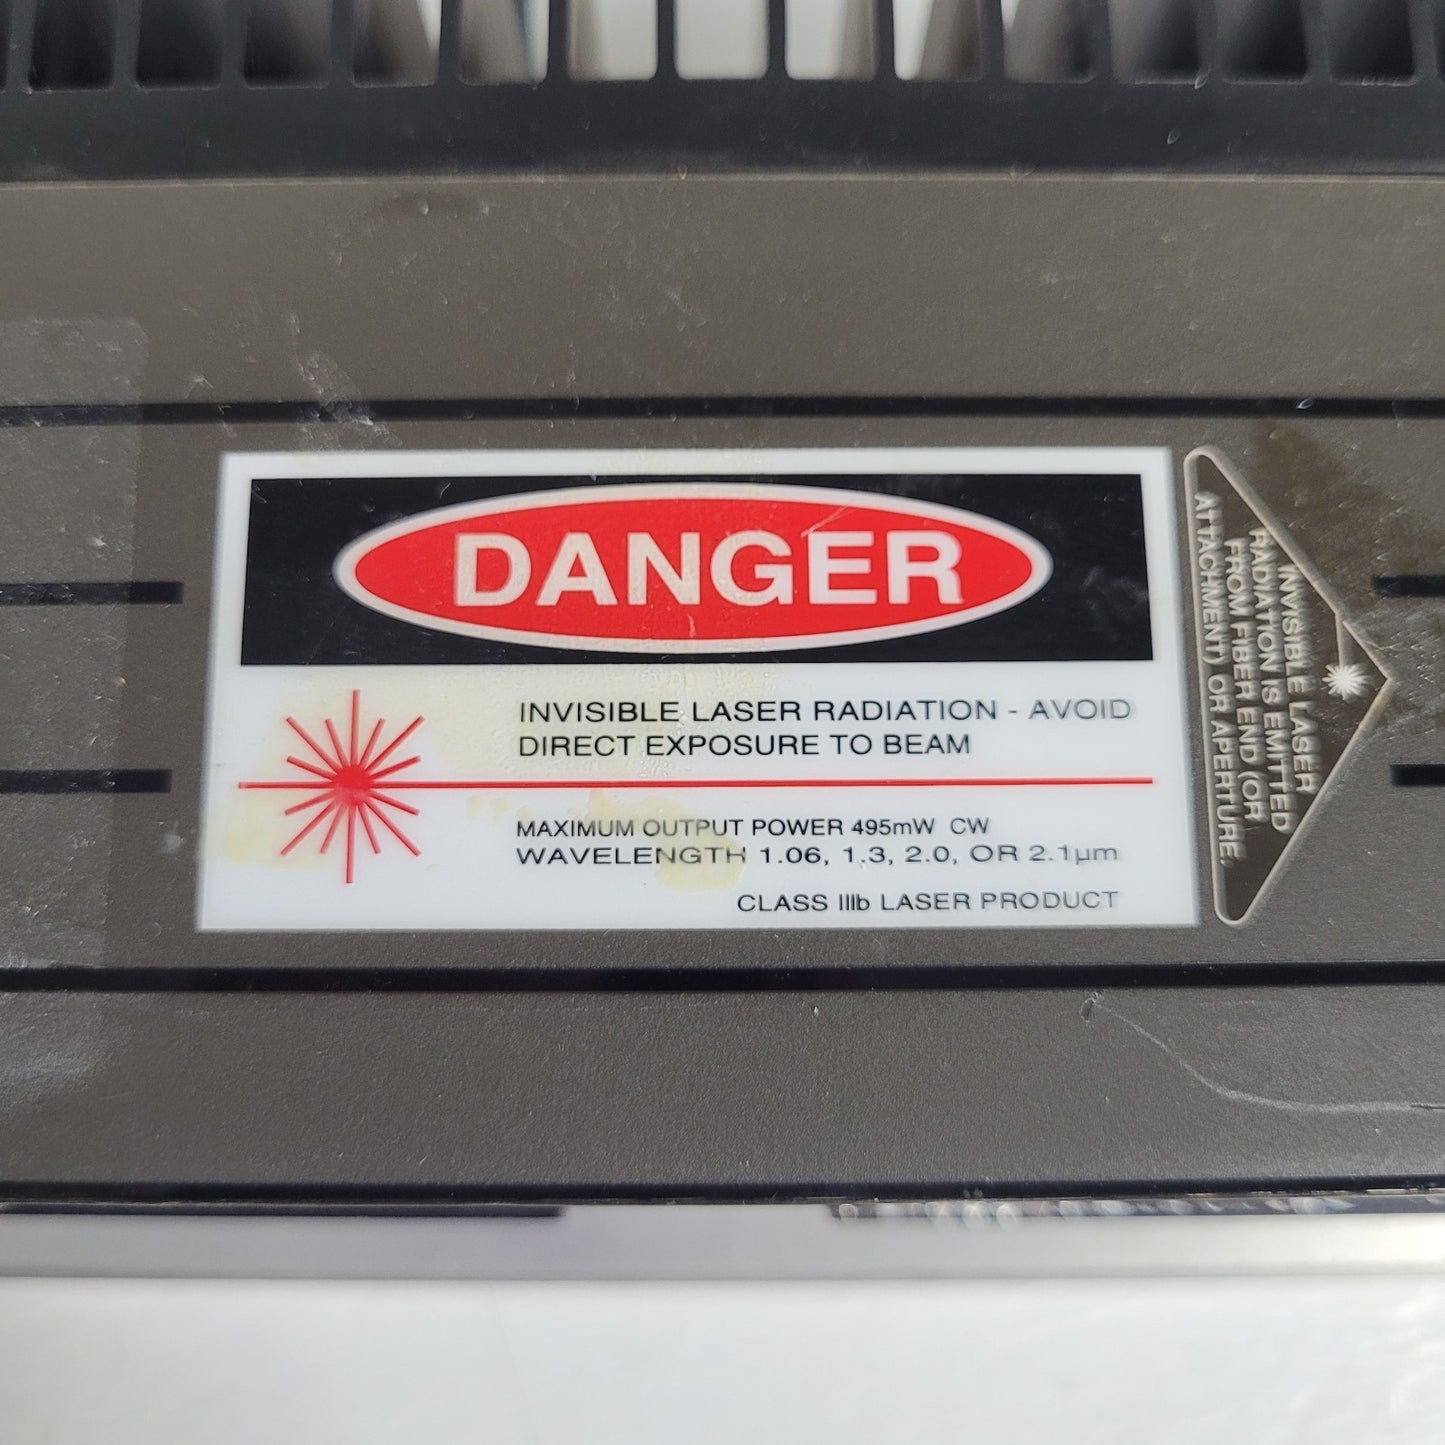 DANGER
INVISIBLE LASER RADIATION - AVOID
DIRECT EXPOSURE TO BEAM
MAXIMUM OUTPUT POWER 495mW CW
WAVELENGTH 1.06, 1.3, 2.0, OR 2.1µm
CLASS IIIb LASER PRODUCT
INVISIBLE LASER
RADIATION IS EMITTED
FROM FIBER END (OR
ATTACHMENT) OR APERTURE.